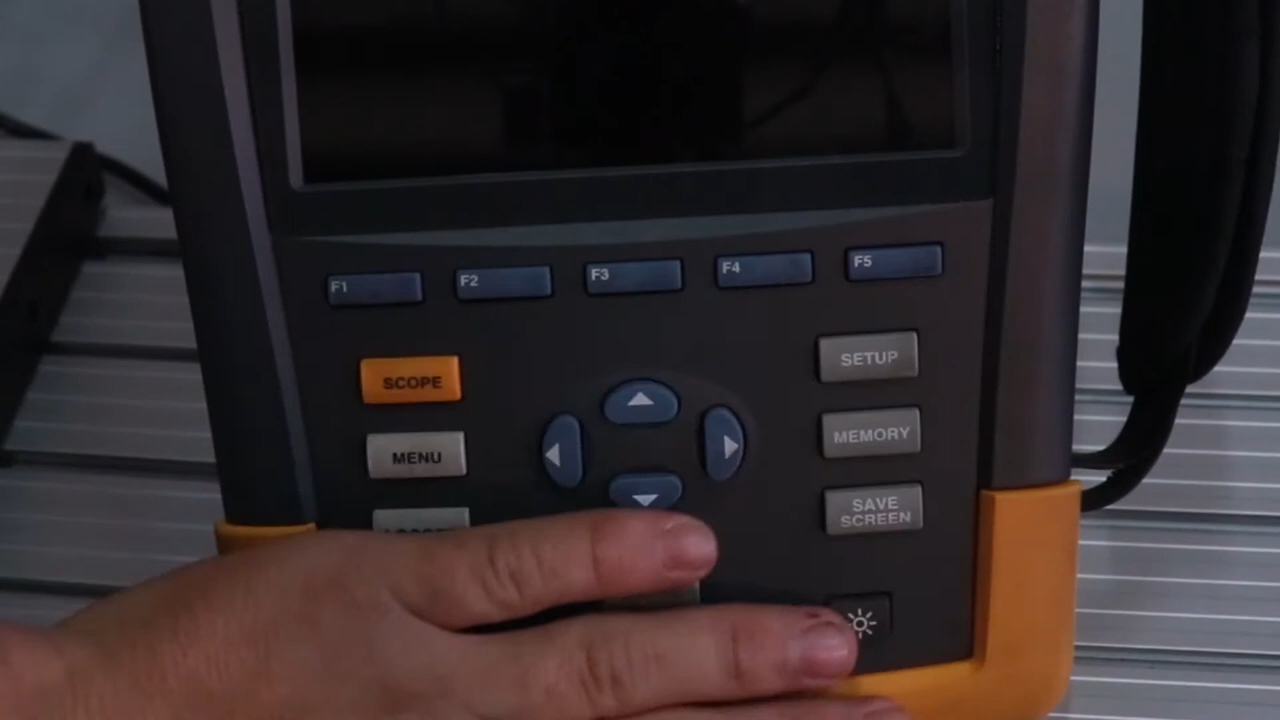 F1 F2 F3 F4 F5
SCOPE
SETUP
MENU
MEMORY
SAVE
SCREEN